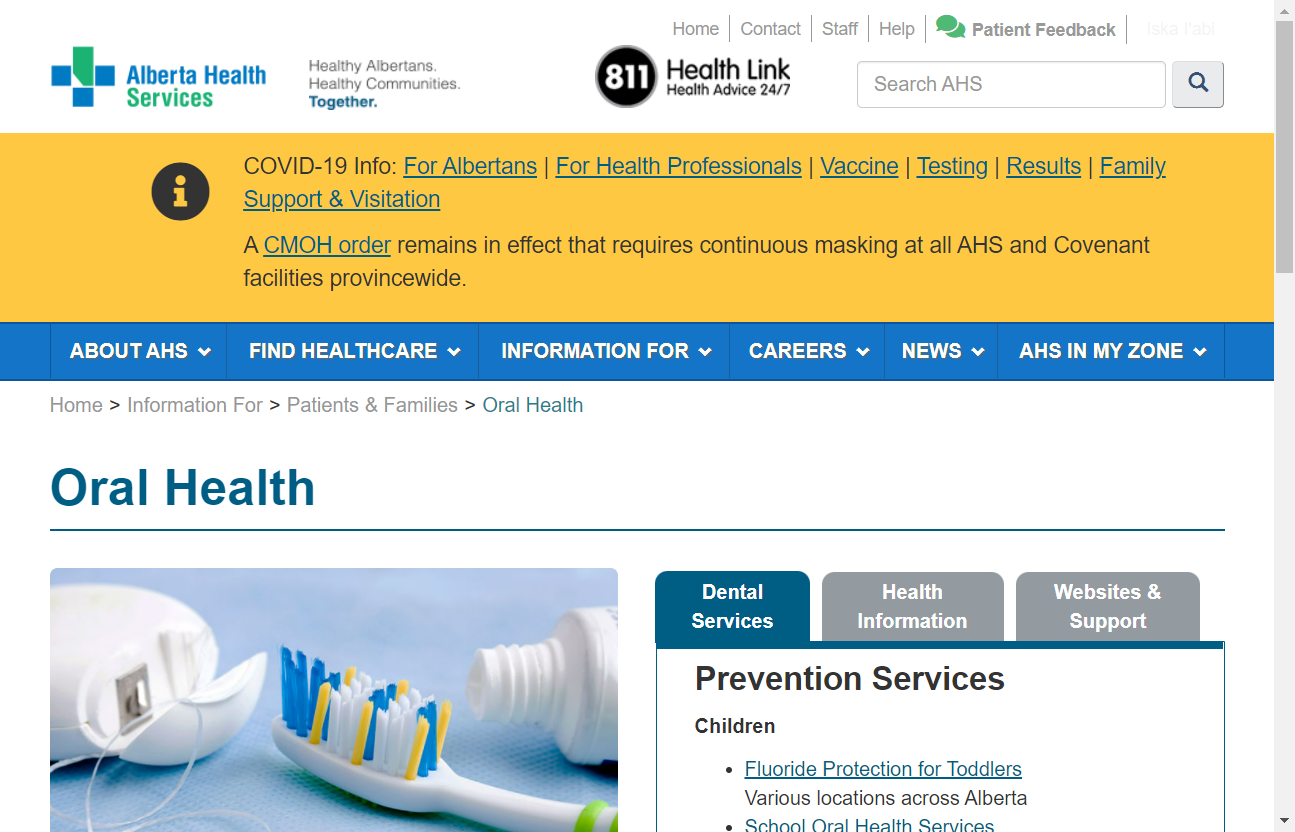 Home
Contact
Staff
Help
Patient Feedback
Iska I'abi
Alberta Health
Services
Healthy Albertans.
Healthy Communities.
Together.
811
Health Link
Health Advice 24/7
Search AHS
COVID-19 Info: For Albertans | For Health Professionals | Vaccine | Testing | Results | Family
Support & Visitation
A CMOH order remains in effect that requires continuous masking at all AHS and Covenant
facilities provincewide.
ABOUT AHS
FIND HEALTHCARE
INFORMATION FOR
CAREERS
NEWS
AHS IN MY ZONE
Home > Information For > Patients & Families > Oral Health
Oral Health
Dental
Services
Health
Information
Websites &
Support
Prevention Services
Children
• Fluoride Protection for Toddlers
Various locations across Alberta
• School Oral Health Services